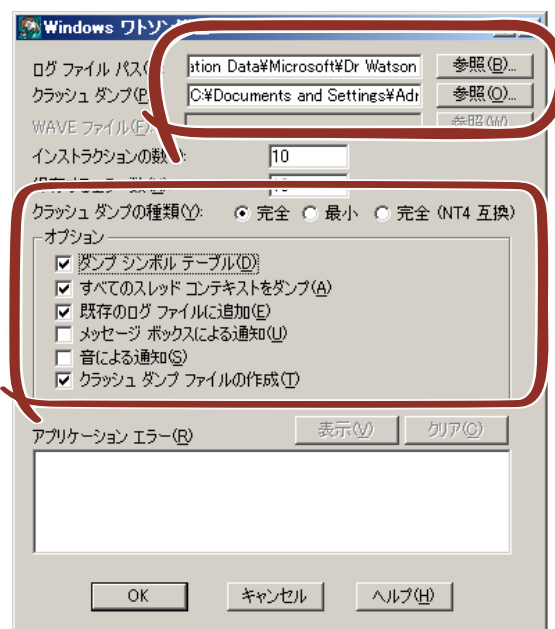 Windows ワトソン
ログ ファイル パス(
ation Data¥Microsoft¥Dr Watson
参照(B)...
クラッシュ ダンプ(P
C:¥Documents and Settings¥Adr
参照(O)...
WAVE ファイル(F):
参照(W)
インストラクションの数
10
10
クラッシュ ダンプの種類(Y): 完全 最小 完全 (NT4 互換)
オプション
ダンプ シンボル テーブル(D)
すべてのスレッド コンテキストをダンプ(A)
既存のログ ファイルに追加(E)
メッセージ ボックスによる通知(U)
音による通知(S)
クラッシュ ダンプ ファイルの作成(T)
アプリケーション エラー(R)
表示(V)
クリア(C)
OK
キャンセル
ヘルプ(H)